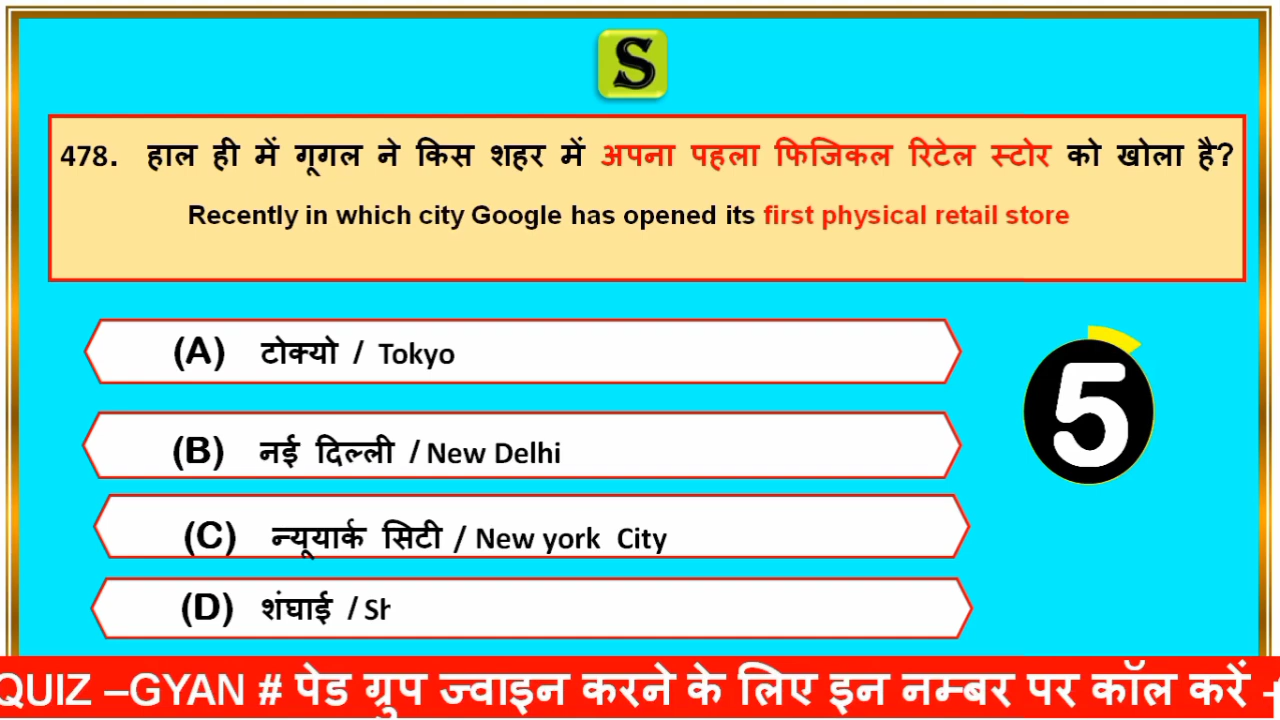 S
478. हाल ही में गूगल ने किस शहर में अपना पहला फिजिकल रिटेल स्टोर को खोला है?
Recently in which city Google has opened its first physical retail store
(A) टोक्यो / Tokyo
(B) नई दिल्ली / New Delhi
5
(C) न्यूयार्क सिटी / New york City
(D) शंघाई /
QUIZ –GYAN # पेड ग्रुप ज्वाइन करने के लिए इन नम्बर पर कॉल करें -